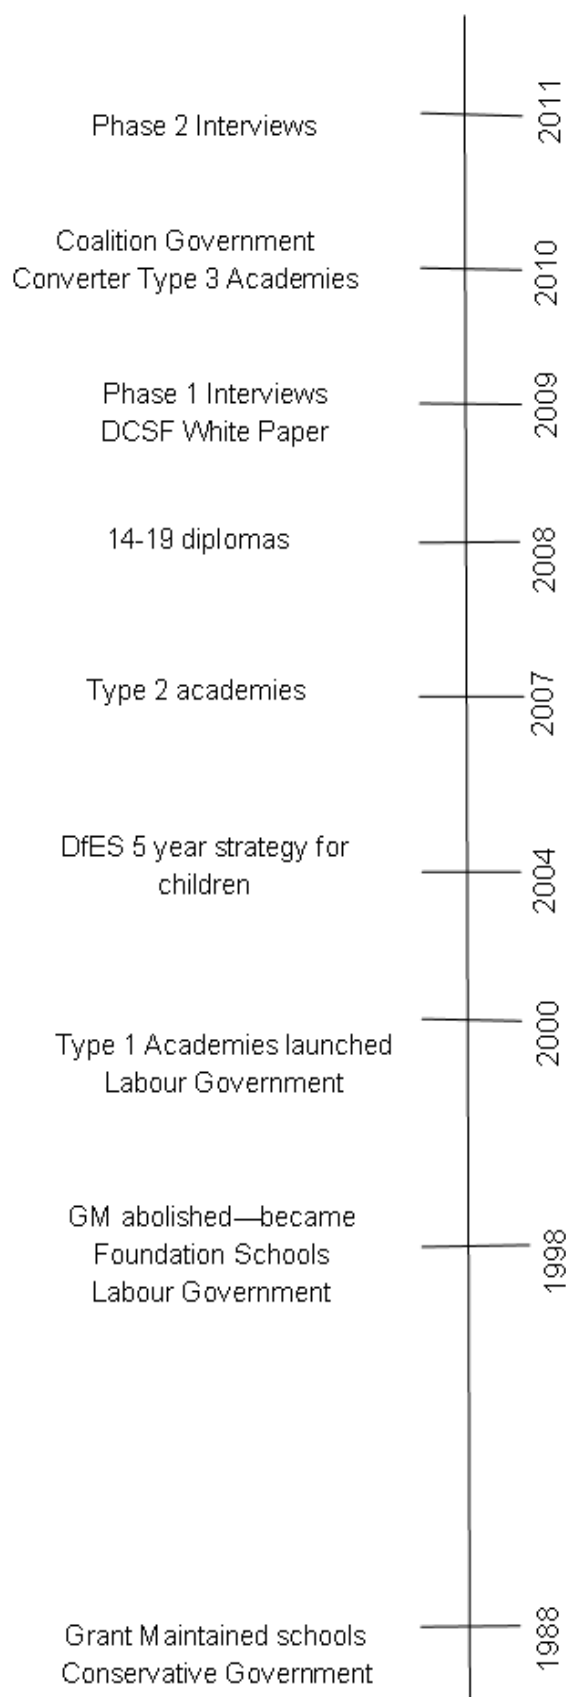 Phase 2 Interviews
2011
Coalition Government
Converter Type 3 Academies
2010
Phase 1 Interviews
DCSF White Paper
2009
14-19 diplomas
2008
Type 2 academies
2007
DfES 5 year strategy for
children
2004
Type 1 Academies launched
Labour Government
2000
GM abolished—became
Foundation Schools
Labour Government
1998
Grant Maintained schools
Conservative Government
1988